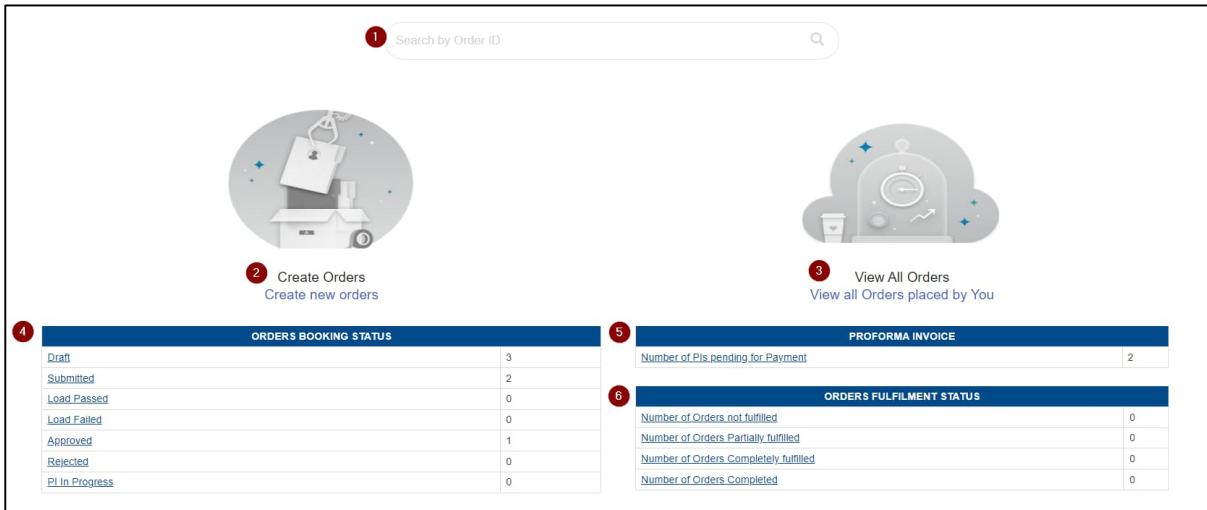 1 Search by Order ID
2 Create Orders
Create new orders
3 View All Orders
View all Orders placed by You
4 ORDERS BOOKING STATUS
Draft 3
Submitted 2
Load Passed 0
Load Failed 0
Approved 1
Rejected 0
PI In Progress 0
5 PROFORMA INVOICE
Number of PIs pending for Payment 2
6 ORDERS FULFILMENT STATUS
Number of Orders not fulfilled 0
Number of Orders Partially fulfilled 0
Number of Orders Completely fulfilled 0
Number of Orders Completed 0